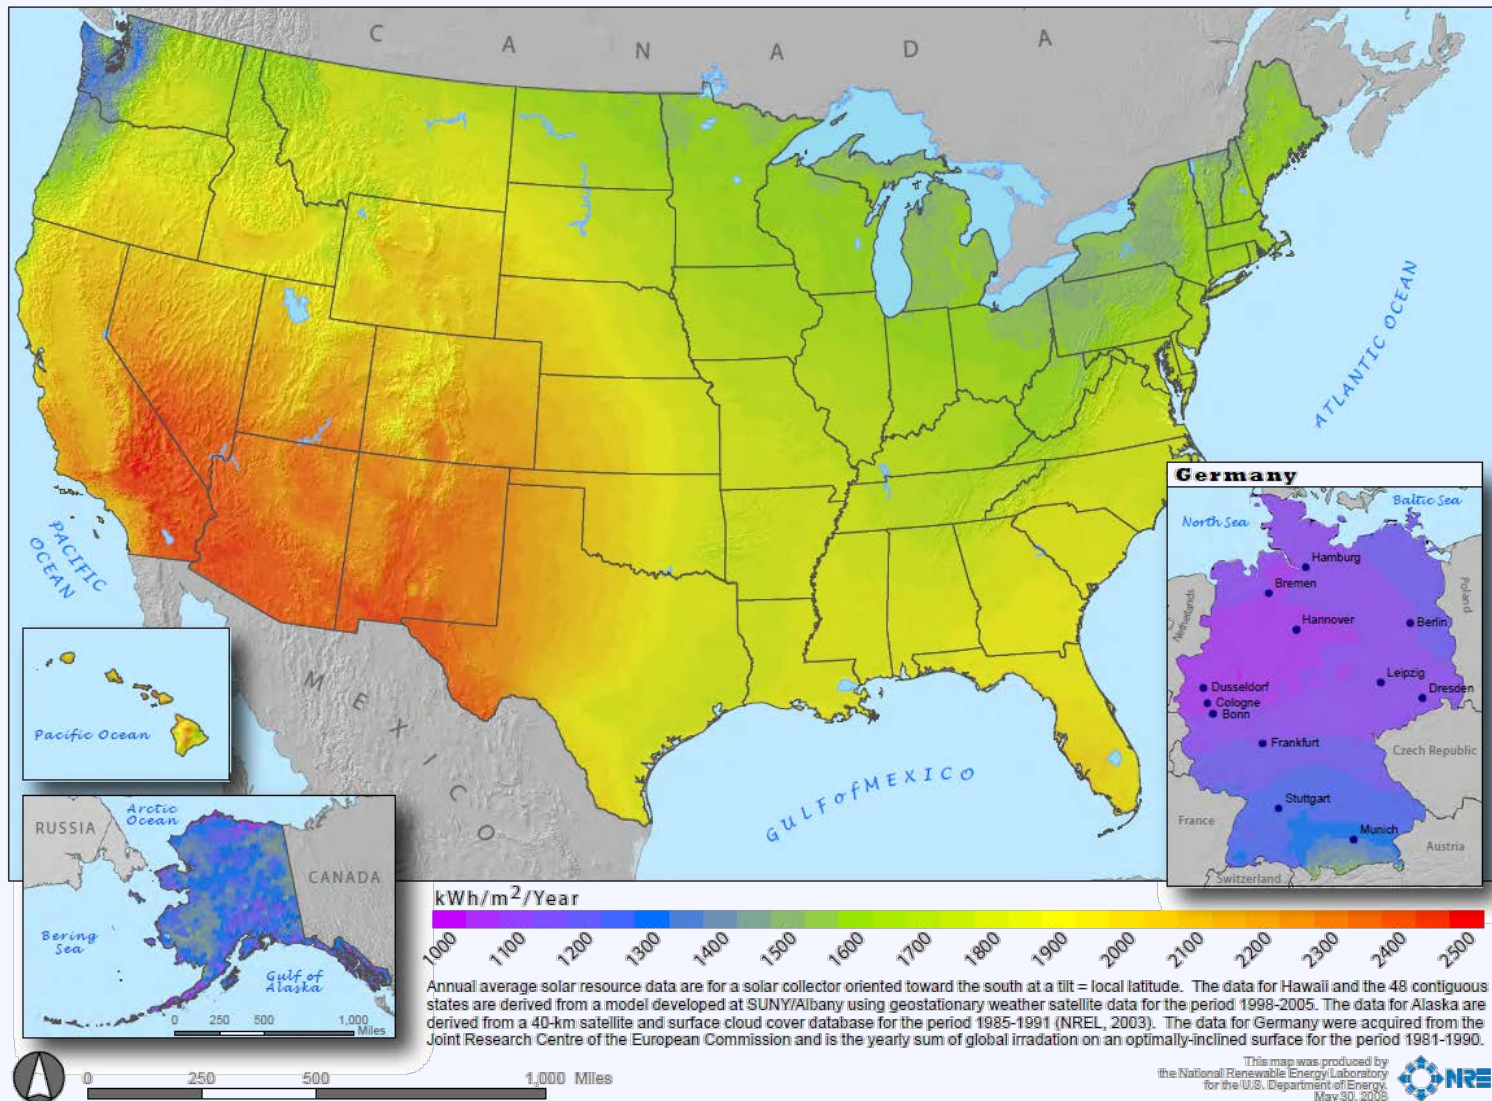 C A N A D A
ATLANTIC OCEAN
PACIFIC
OCEAN
MEXICO
GULF of MEXICO
Germany
North Sea
Baltic Sea
Hamburg
Bremen
Netherlands
Poland
Hannover
Berlin
Leipzig
Dusseldorf
Dresden
Cologne
Bonn
Frankfurt
Czech Republic
Stuttgart
France
Munich
Austria
Switzerland
Pacific Ocean
Arctic
Ocean
RUSSIA
CANADA
Bering
Sea
Gulf of
Alaska
0 250 500 1,000
Miles
kWh/m²/Year
1000 1100 1200 1300 1400 1500 1600 1700 1800 1900 2000 2100 2200 2300 2400 2500
Annual average solar resource data are for a solar collector oriented toward the south at a tilt = local latitude. The data for Hawaii and the 48 contiguous
states are derived from a model developed at SUNY/Albany using geostationary weather satellite data for the period 1998-2005. The data for Alaska are
derived from a 40-km satellite and surface cloud cover database for the period 1985-1991 (NREL, 2003). The data for Germany were acquired from the
Joint Research Centre of the European Commission and is the yearly sum of global irradation on an optimally-inclined surface for the period 1981-1990.
0 250 500 1,000 Miles
This map was produced by
the National Renewable Energy Laboratory
for the U.S. Department of Energy.
May 30, 2008
NRE